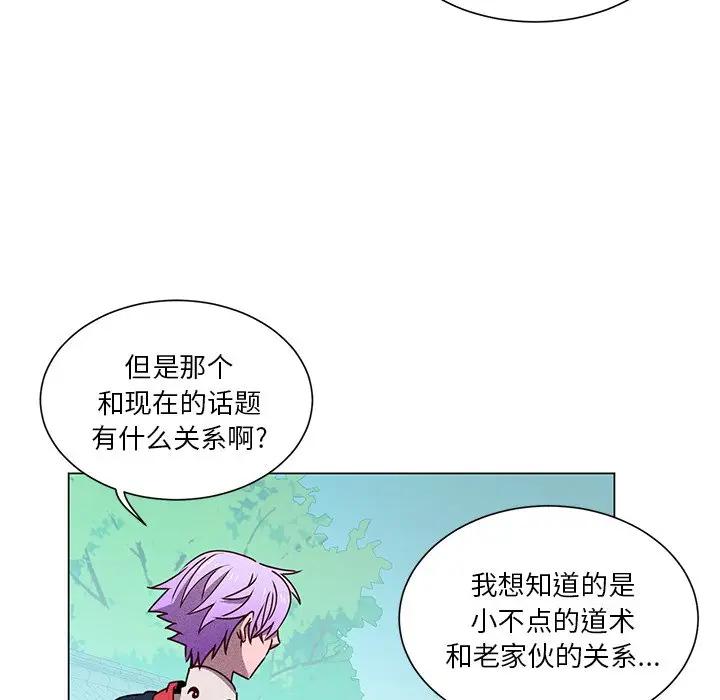 但是那个
和现在的话题
有什么关系啊?
我想知道的是
小不点的道术
和老家伙的关系...